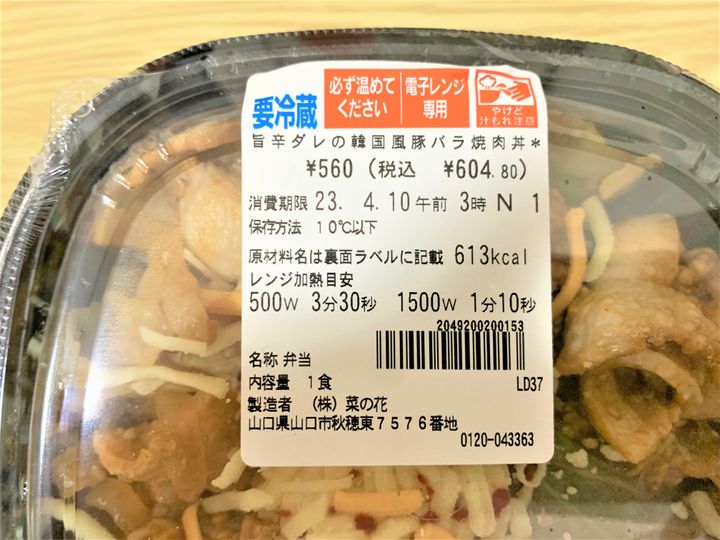 要冷蔵
必ず温めて
ください
電子レンジ
専用
やけど
汁もれ注意
旨辛ダレの韓国風豚バラ焼肉丼*
¥560 (税込 ¥604.80)
消費期限 23. 4.10午前 3時 N 1
保存方法 10℃以下
原材料名は裏面ラベルに記載 613kcal
レンジ加熱目安
500W 3分30秒 1500W 1分10秒
2049200200153
名称 弁当
内容量 1食 LD37
製造者 (株)菜の花
山口県山口市秋穂東7576番地
0120-043363